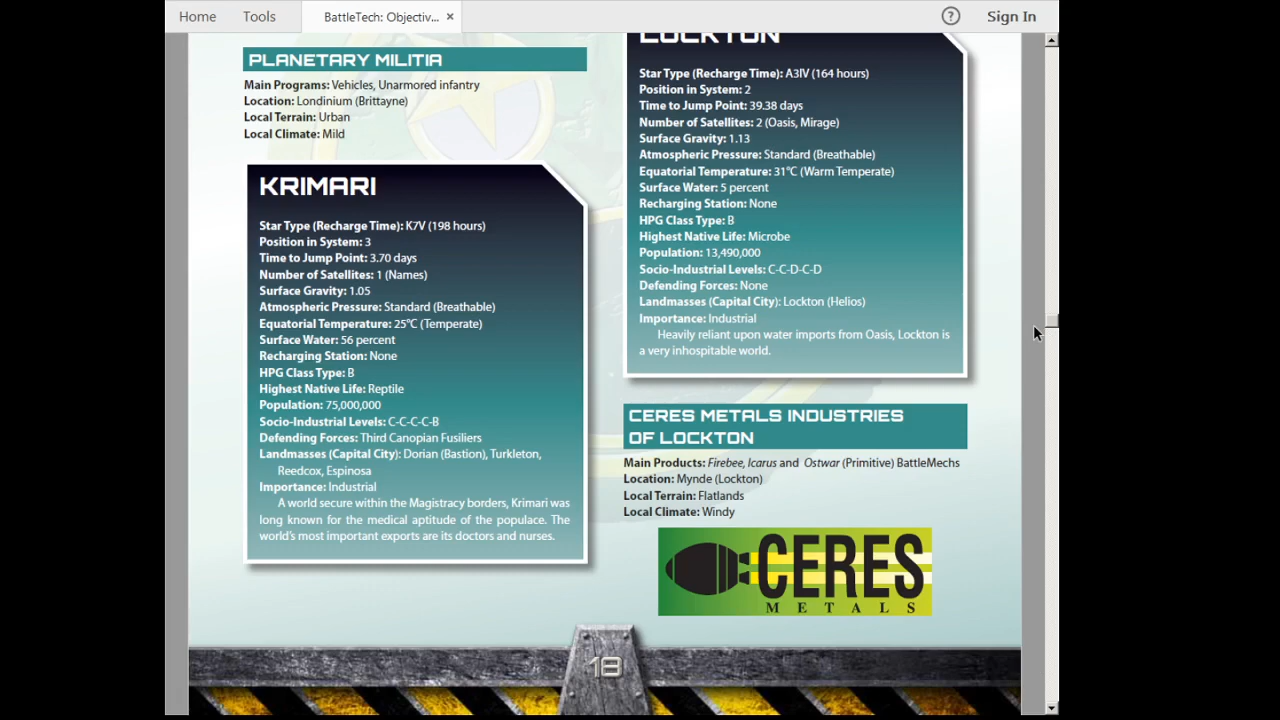 Home
Tools
BattleTech: Objectiv...
×
?
Sign In
PLANETARY MILITIA
Main Programs: Vehicles, Unarmored infantry
Location: Londinium (Brittayne)
Local Terrain: Urban
Local Climate: Mild
KRIMARI
Star Type (Recharge Time): K7V (198 hours)
Position in System: 3
Time to Jump Point: 3.70 days
Number of Satellites: 1 (Names)
Surface Gravity: 1.05
Atmospheric Pressure: Standard (Breathable)
Equatorial Temperature: 25°C (Temperate)
Surface Water: 56 percent
Recharging Station: None
HPG Class Type: B
Highest Native Life: Reptile
Population: 75,000,000
Socio-Industrial Levels: C-C-C-C-B
Defending Forces: Third Canopian Fusiliers
Landmasses (Capital City): Dorian (Bastion), Turkleton,
Reedcox, Espinosa
Importance: Industrial
A world secure within the Magistracy borders, Krimari was
long known for the medical aptitude of the populace. The
world's most important exports are its doctors and nurses.
LOCKTON
Star Type (Recharge Time): A3IV (164 hours)
Position in System: 2
Time to Jump Point: 39.38 days
Number of Satellites: 2 (Oasis, Mirage)
Surface Gravity: 1.13
Atmospheric Pressure: Standard (Breathable)
Equatorial Temperature: 31°C (Warm Temperate)
Surface Water: 5 percent
Recharging Station: None
HPG Class Type: B
Highest Native Life: Microbe
Population: 13,490,000
Socio-Industrial Levels: C-C-D-C-D
Defending Forces: None
Landmasses (Capital City): Lockton (Helios)
Importance: Industrial
Heavily reliant upon water imports from Oasis, Lockton is
a very inhospitable world.
CERES METALS INDUSTRIES
OF LOCKTON
Main Products: Firebee, Icarus and Ostwar (Primitive) BattleMechs
Location: Mynde (Lockton)
Local Terrain: Flatlands
Local Climate: Windy
CERES
METALS
18